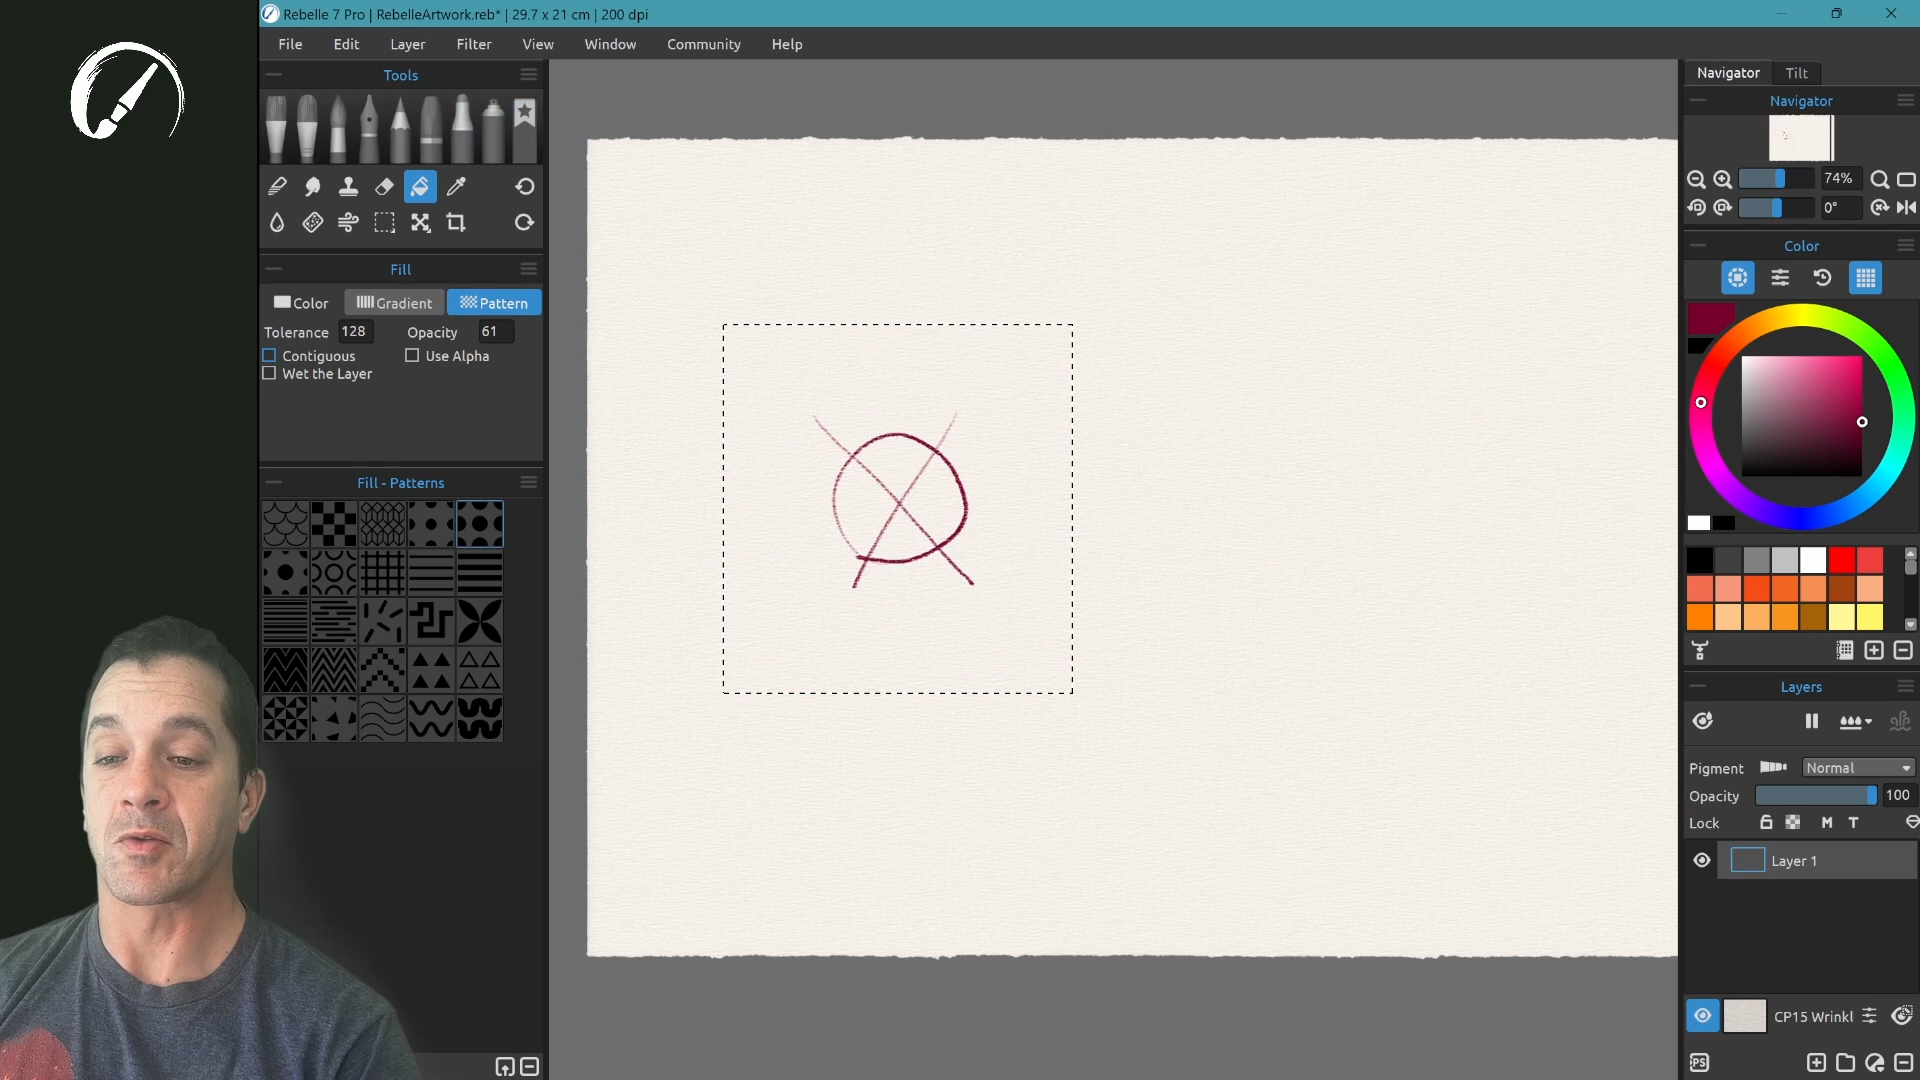 Rebelle 7 Pro | RebelleArtwork.reb* | 29.7 x 21 cm | 200 dpi
File Edit Layer Filter View Window Community Help
Tools
Fill
Color Gradient Pattern
Tolerance 128 Opacity 61
Contiguous Use Alpha
Wet the Layer
Fill - Patterns
Navigator Tilt
Navigator
74%
0°
Color
Layers
Pigment Normal
Opacity 100
Lock M T
Layer 1
CP15 Wrinkl
PS